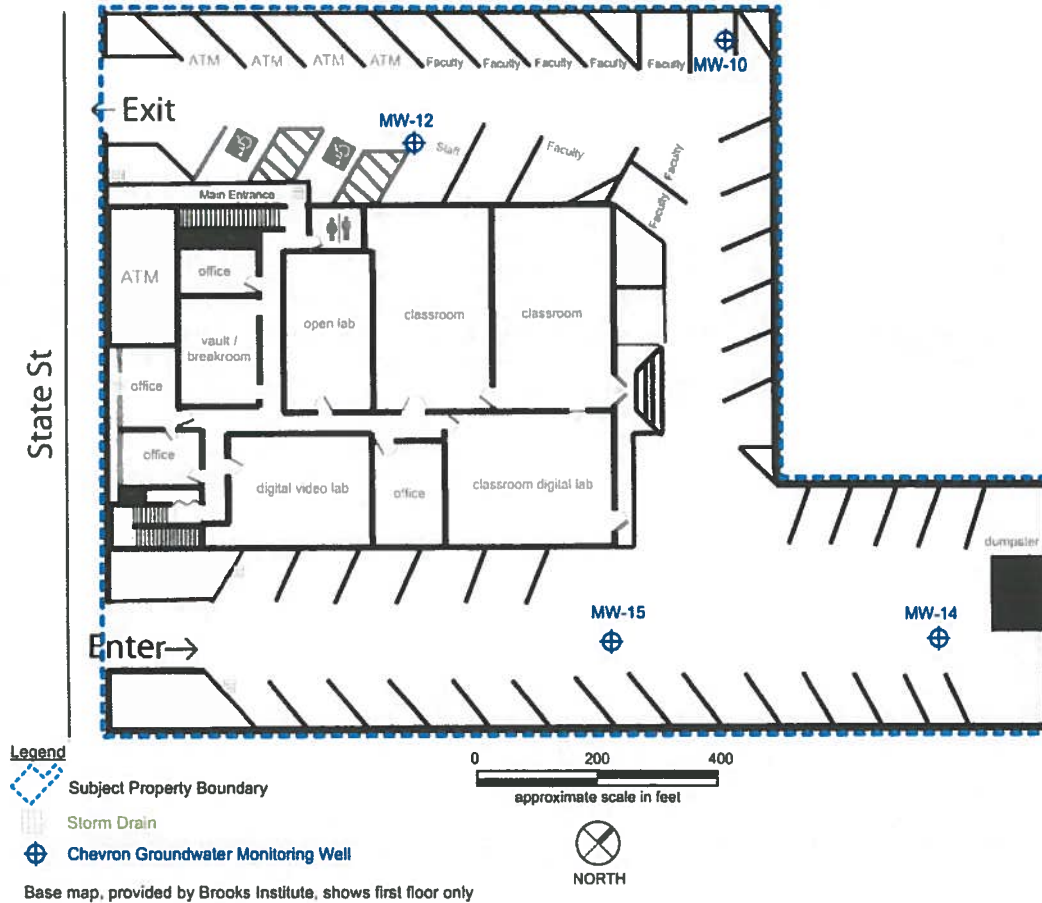 ATM
ATM
ATM
ATM
Faculty
Faculty
Faculty
Faculty
Faculty
MW-10
← Exit
MW-12
Staff
Faculty
Faculty
Faculty
Main Entrance
ATM
office
vault /
breakroom
open lab
classroom
classroom
office
office
digital video lab
office
classroom digital lab
State St
dumpster
MW-15
MW-14
Enter→
Legend
Subject Property Boundary
Storm Drain
Chevron Groundwater Monitoring Well
0 200 400
approximate scale in feet
NORTH
Base map, provided by Brooks Institute, shows first floor only